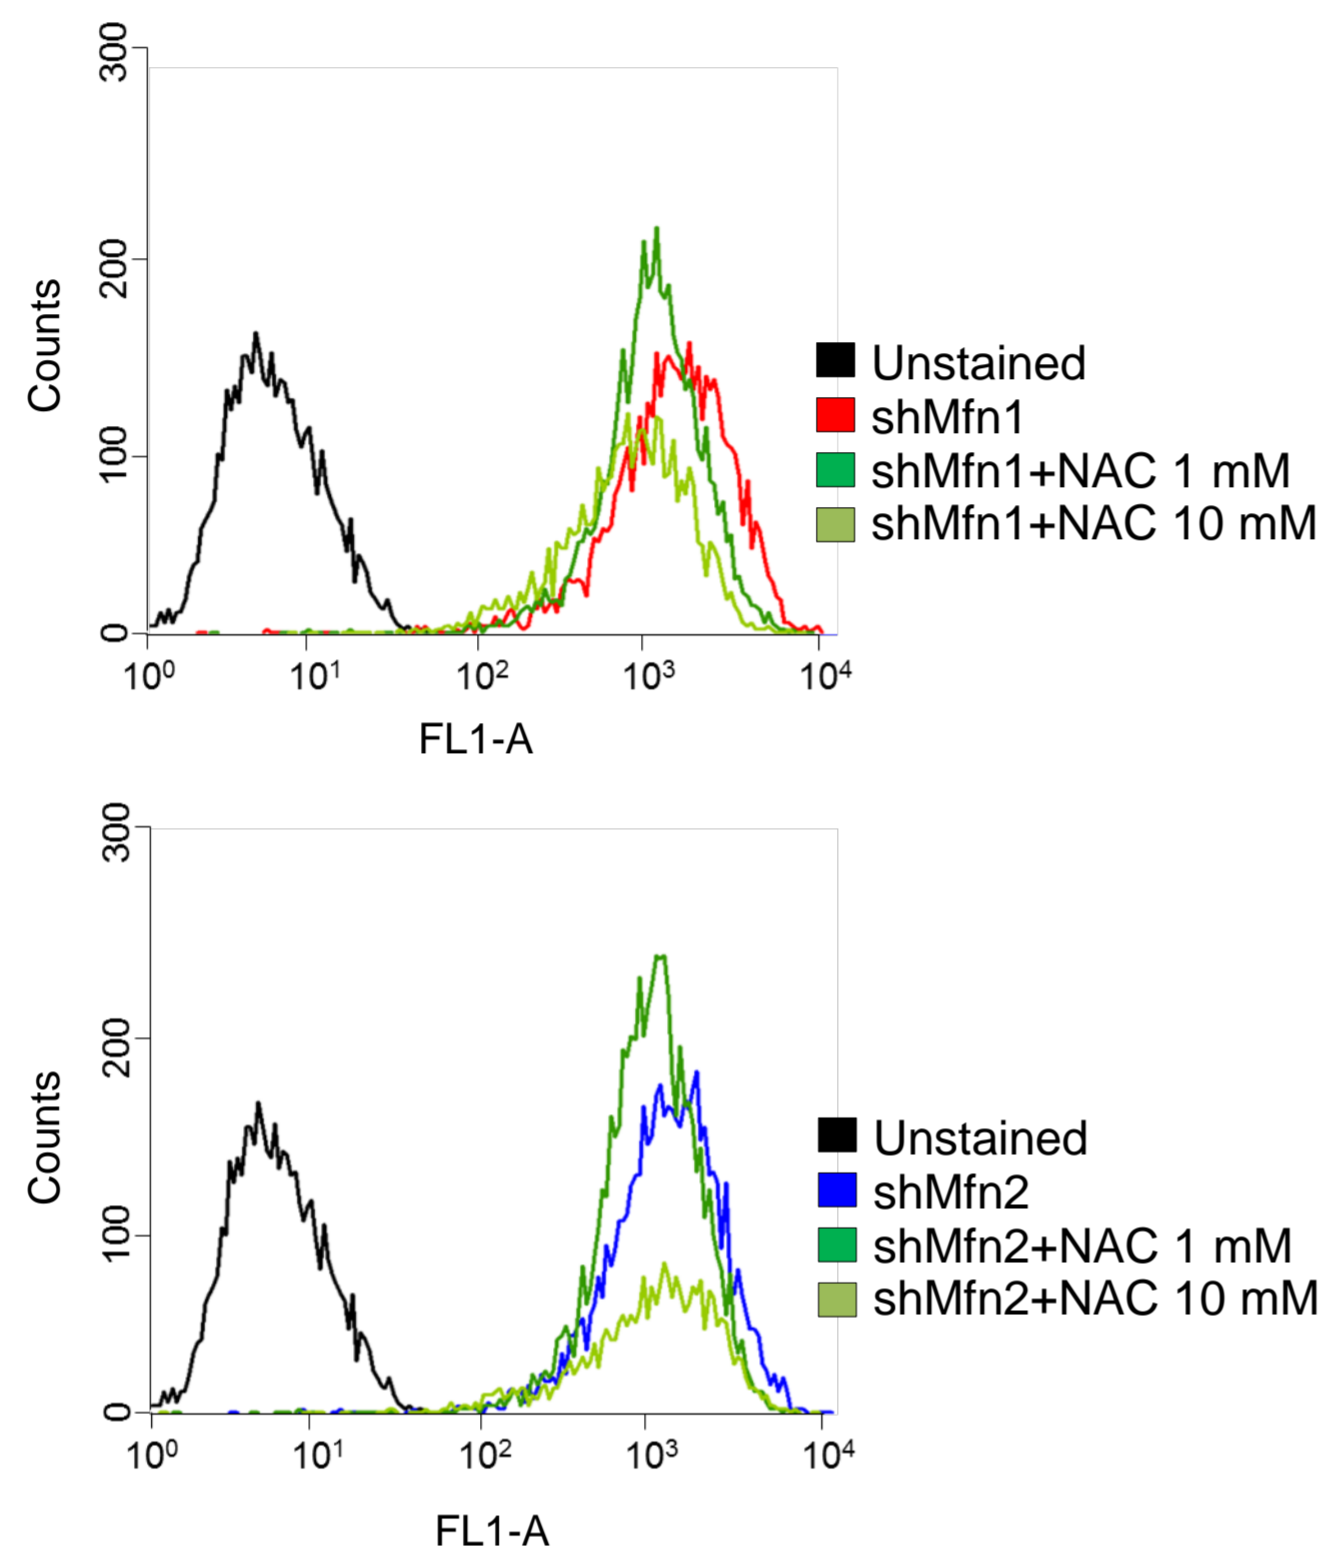 300
200
100
0
Counts
10⁰ 10¹ 10² 10³ 10⁴
FL1-A
Unstained
shMfn1
shMfn1+NAC 1 mM
shMfn1+NAC 10 mM
300
200
100
0
Counts
10⁰ 10¹ 10² 10³ 10⁴
FL1-A
Unstained
shMfn2
shMfn2+NAC 1 mM
shMfn2+NAC 10 mM